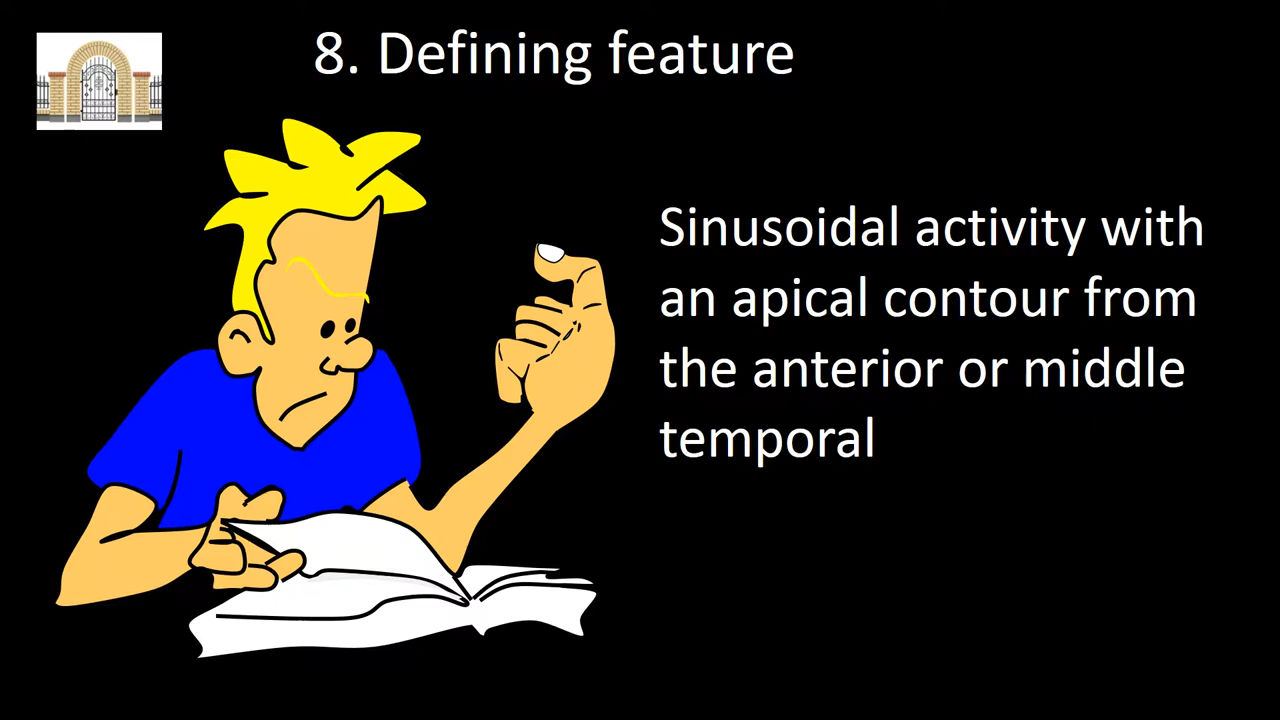 8. Defining feature
Sinusoidal activity with
an apical contour from
the anterior or middle
temporal